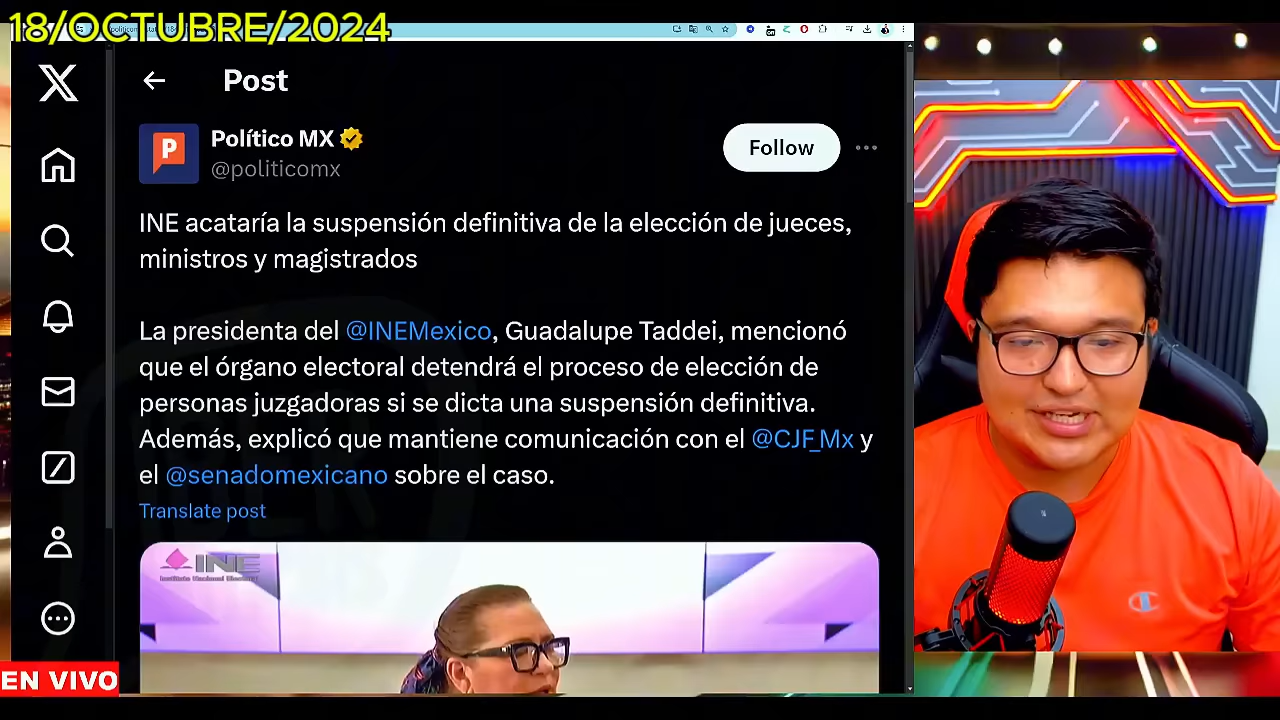 18/OCTUBRE/2024
Post
Político MX
@politicomx
Follow
INE acataría la suspensión definitiva de la elección de jueces,
ministros y magistrados
La presidenta del @INEMexico, Guadalupe Taddei, mencionó
que el órgano electoral detendrá el proceso de elección de
personas juzgadoras si se dicta una suspensión definitiva.
Además, explicó que mantiene comunicación con el @CJF_Mx y
el @senadomexicano sobre el caso.
Translate post
INE
Instituto Nacional Electoral
EN VIVO